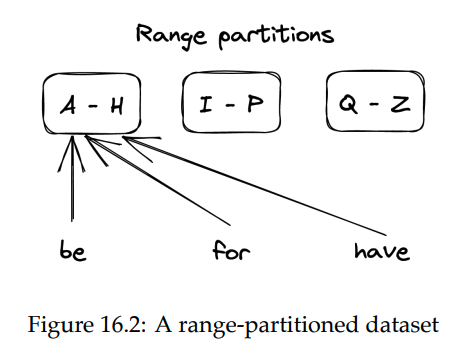 Range partitions
A - H I - P Q - Z
be for have
Figure 16.2: A range-partitioned dataset